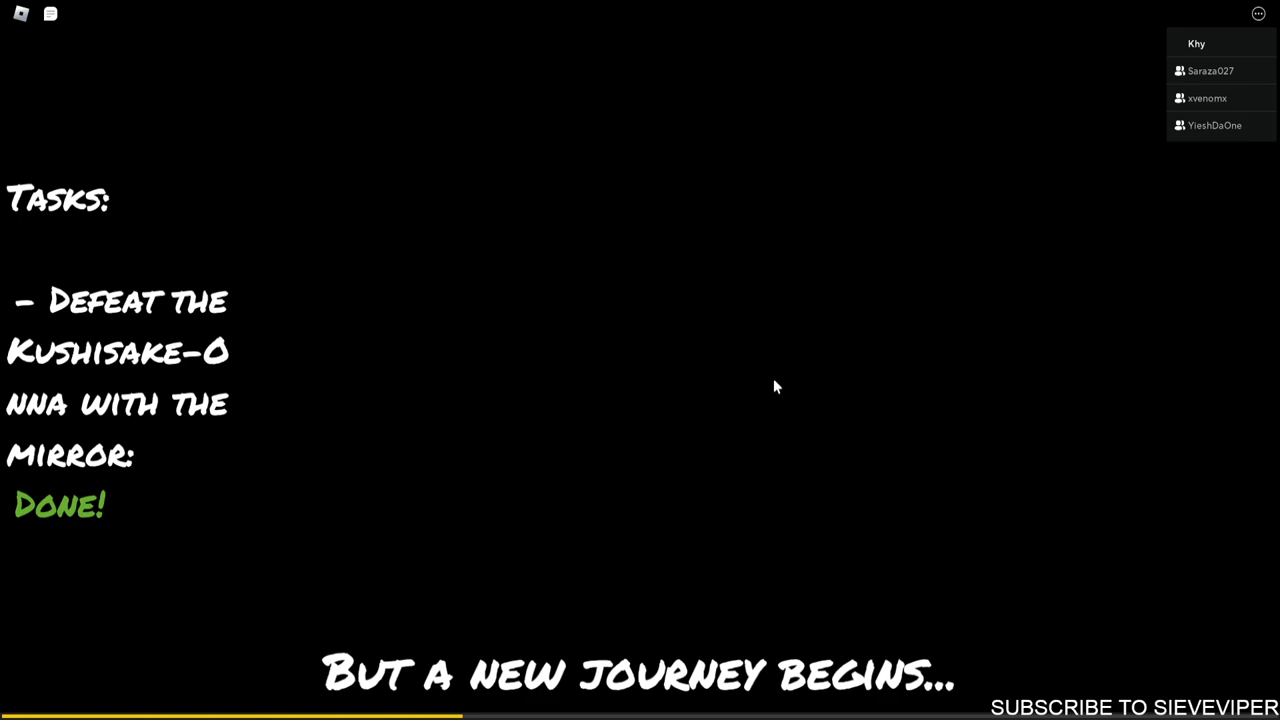 Khy
Saraza027
xvenomx
YieshDaOne
TASKS:
- DEFEAT THE
KUSHISAKE-O
NNA WITH THE
MIRROR:
DONE!
BUT A NEW JOURNEY BEGINS...
SUBSCRIBE TO SIEVEVIPER